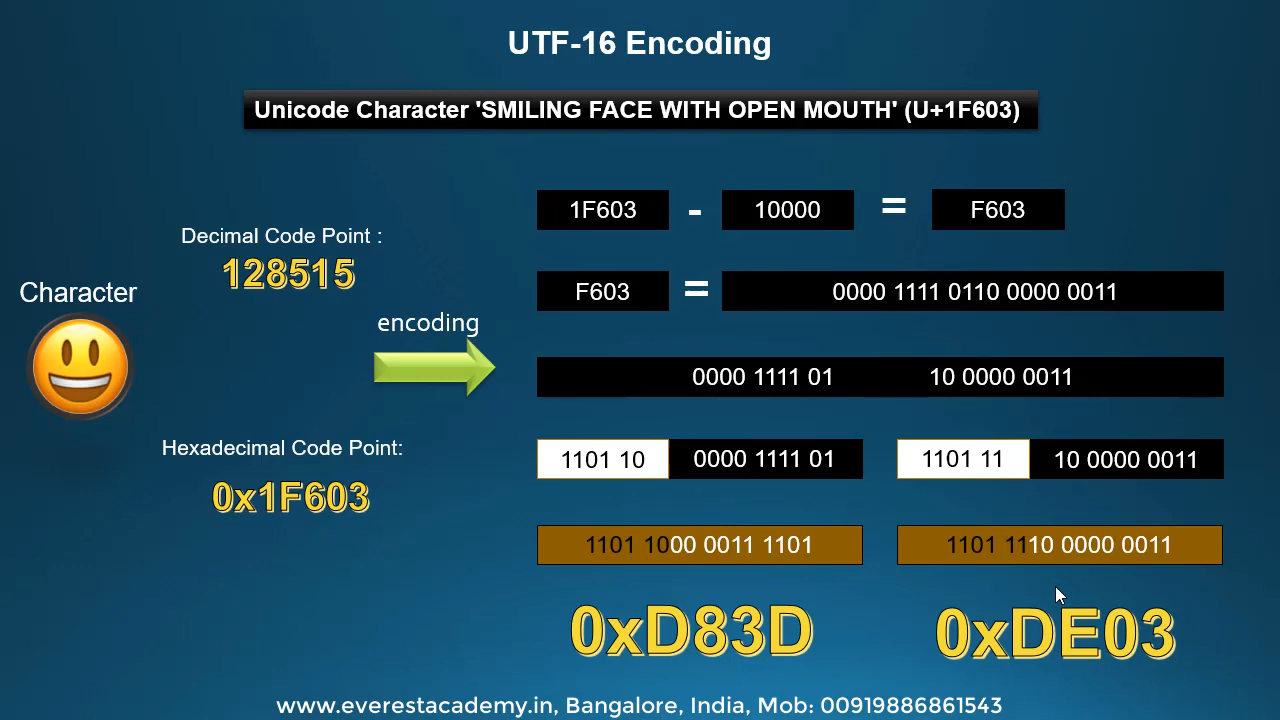 UTF-16 Encoding
Unicode Character 'SMILING FACE WITH OPEN MOUTH' (U+1F603)
Character
Decimal Code Point :
128515
Hexadecimal Code Point:
0x1F603
encoding
1F603 - 10000 = F603
F603 = 0000 1111 0110 0000 0011
0000 1111 01 10 0000 0011
1101 10 0000 1111 01 1101 11 10 0000 0011
1101 1000 0011 1101 1101 1110 0000 0011
0xD83D 0xDE03
www.everestacademy.in, Bangalore, India, Mob: 00919886861543